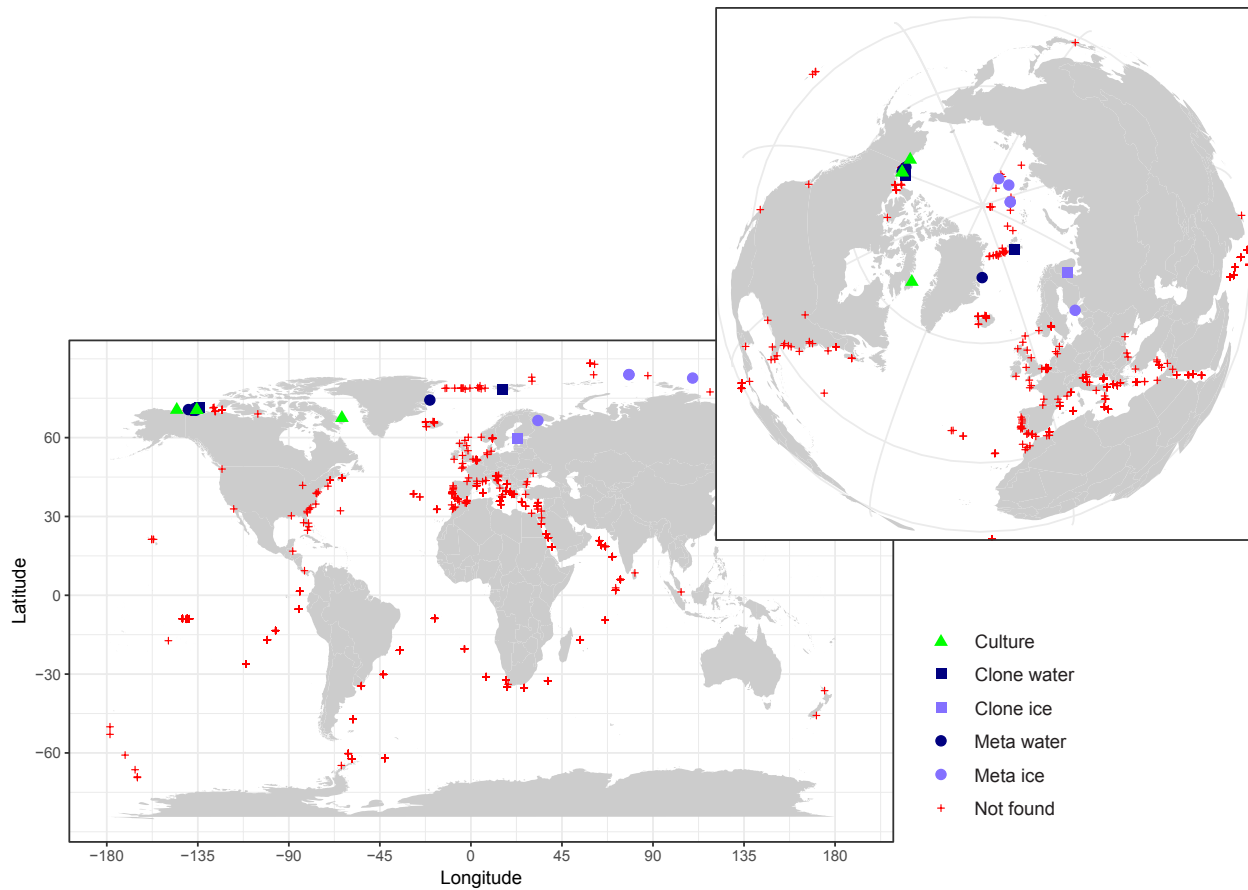 60
30
0
−30
−60
Latitude
−180
−135
−90
−45
0
45
90
135
180
Longitude
Culture
Clone water
Clone ice
Meta water
Meta ice
Not found